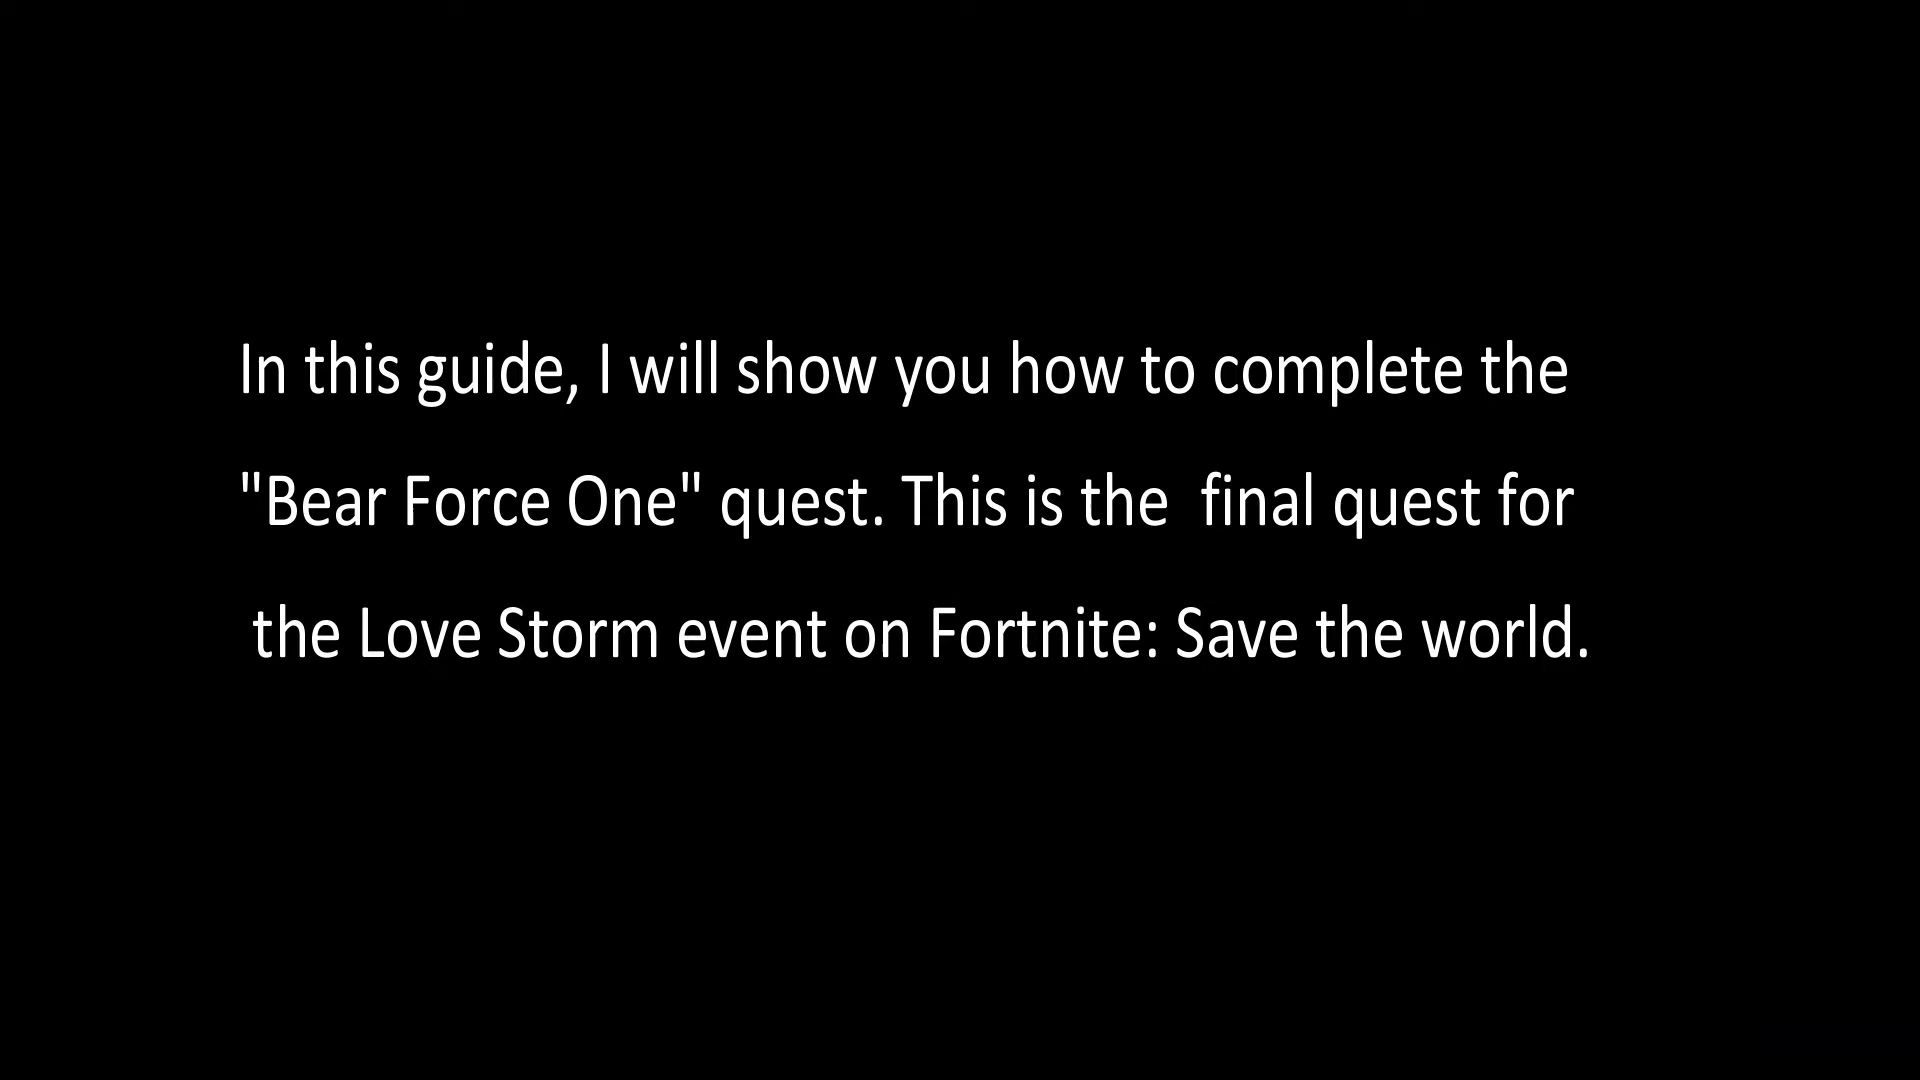 In this guide, I will show you how to complete the
"Bear Force One" quest. This is the  final quest for
the Love Storm event on Fortnite: Save the world.